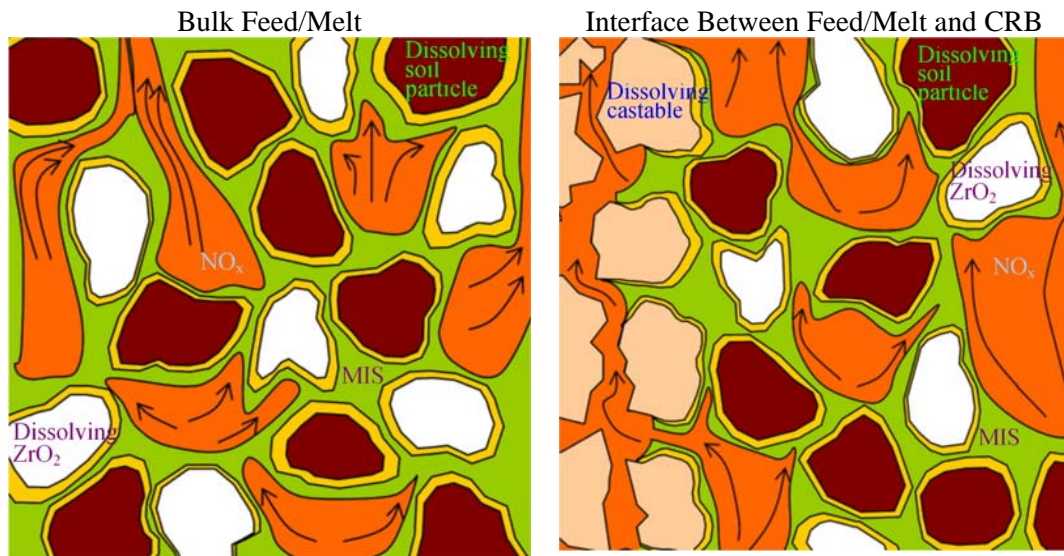 Bulk Feed/Melt
Dissolving
soil
particle
NOx
MIS
Dissolving
ZrO2
Interface Between Feed/Melt and CRB
Dissolving
castable
Dissolving
soil
particle
Dissolving
ZrO2
NOx
MIS